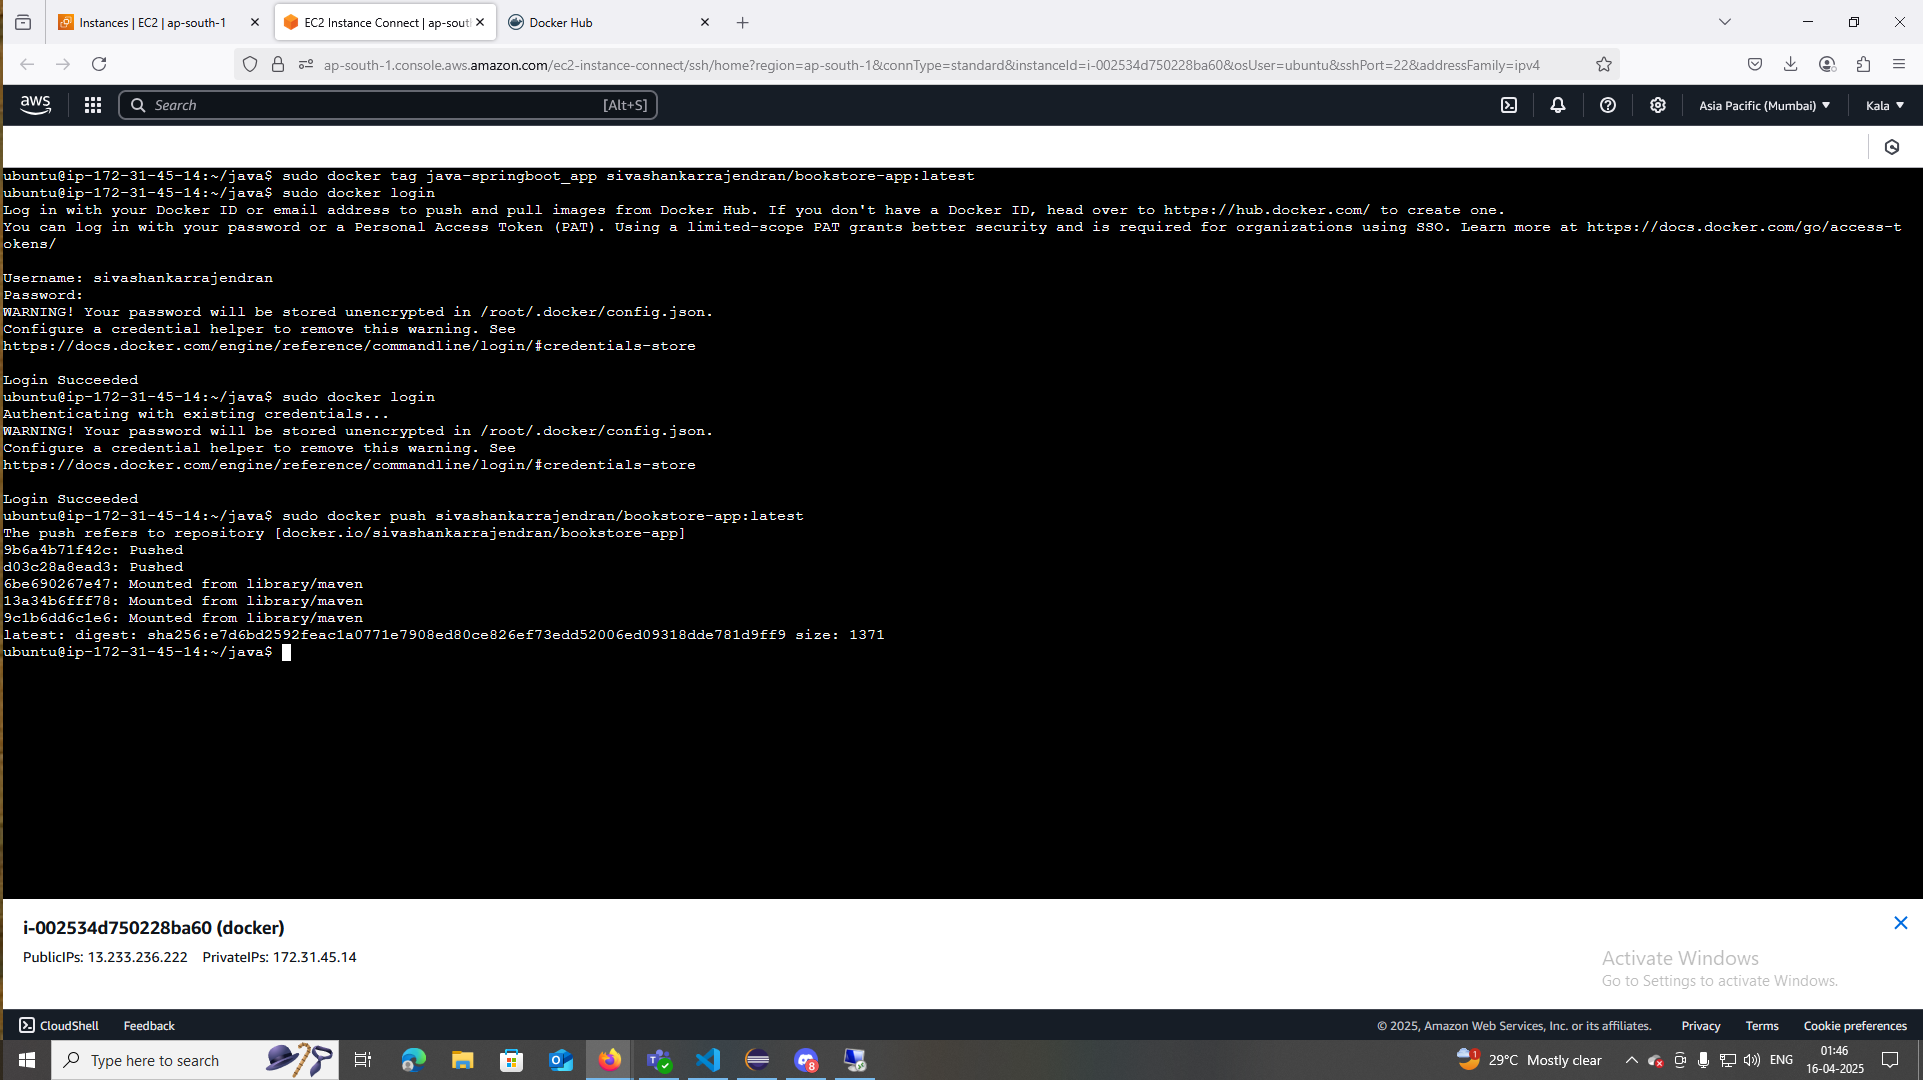 Instances | EC2 | ap-south-1
EC2 Instance Connect | ap-sout
Docker Hub
ap-south-1.console.aws.amazon.com/ec2-instance-connect/ssh/home?region=ap-south-1&connType=standard&instanceId=i-002534d750228ba60&osUser=ubuntu&sshPort=22&addressFamily=ipv4
aws
Search
[Alt+S]
Asia Pacific (Mumbai)
Kala
ubuntu@ip-172-31-45-14:~/java$ sudo docker tag java-springboot_app sivashankarrajendran/bookstore-app:latest
ubuntu@ip-172-31-45-14:~/java$ sudo docker login
Log in with your Docker ID or email address to push and pull images from Docker Hub. If you don't have a Docker ID, head over to https://hub.docker.com/ to create one.
You can log in with your password or a Personal Access Token (PAT). Using a limited-scope PAT grants better security and is required for organizations using SSO. Learn more at https://docs.docker.com/go/access-t
okens/
Username: sivashankarrajendran
Password:
WARNING! Your password will be stored unencrypted in /root/.docker/config.json.
Configure a credential helper to remove this warning. See
https://docs.docker.com/engine/reference/commandline/login/#credentials-store
Login Succeeded
ubuntu@ip-172-31-45-14:~/java$ sudo docker login
Authenticating with existing credentials...
WARNING! Your password will be stored unencrypted in /root/.docker/config.json.
Configure a credential helper to remove this warning. See
https://docs.docker.com/engine/reference/commandline/login/#credentials-store
Login Succeeded
ubuntu@ip-172-31-45-14:~/java$ sudo docker push sivashankarrajendran/bookstore-app:latest
The push refers to repository [docker.io/sivashankarrajendran/bookstore-app]
9b6a4b71f42c: Pushed
d03c28a8ead3: Pushed
6be690267e47: Mounted from library/maven
13a34b6fff78: Mounted from library/maven
9c1b6dd6c1e6: Mounted from library/maven
latest: digest: sha256:e7d6bd2592feac1a0771e7908ed80ce826ef73edd52006ed09318dde781d9ff9 size: 1371
ubuntu@ip-172-31-45-14:~/java$
i-002534d750228ba60 (docker)
PublicIPs: 13.233.236.222 PrivateIPs: 172.31.45.14
Activate Windows
Go to Settings to activate Windows.
CloudShell
Feedback
© 2025, Amazon Web Services, Inc. or its affiliates.
Privacy
Terms
Cookie preferences
Type here to search
8
1
29°C Mostly clear
ENG
01:46
16-04-2025